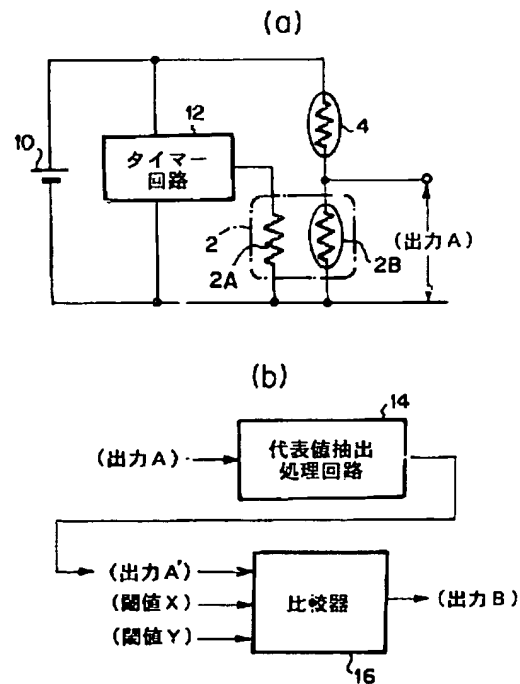 (a)
12
10
タイマー
回路
4
2
2A
2B
(出力A)
(b)
14
(出力A)
代表値抽出
処理回路
(出力A')
(閾値X)
(閾値Y)
比較器
(出力B)
16